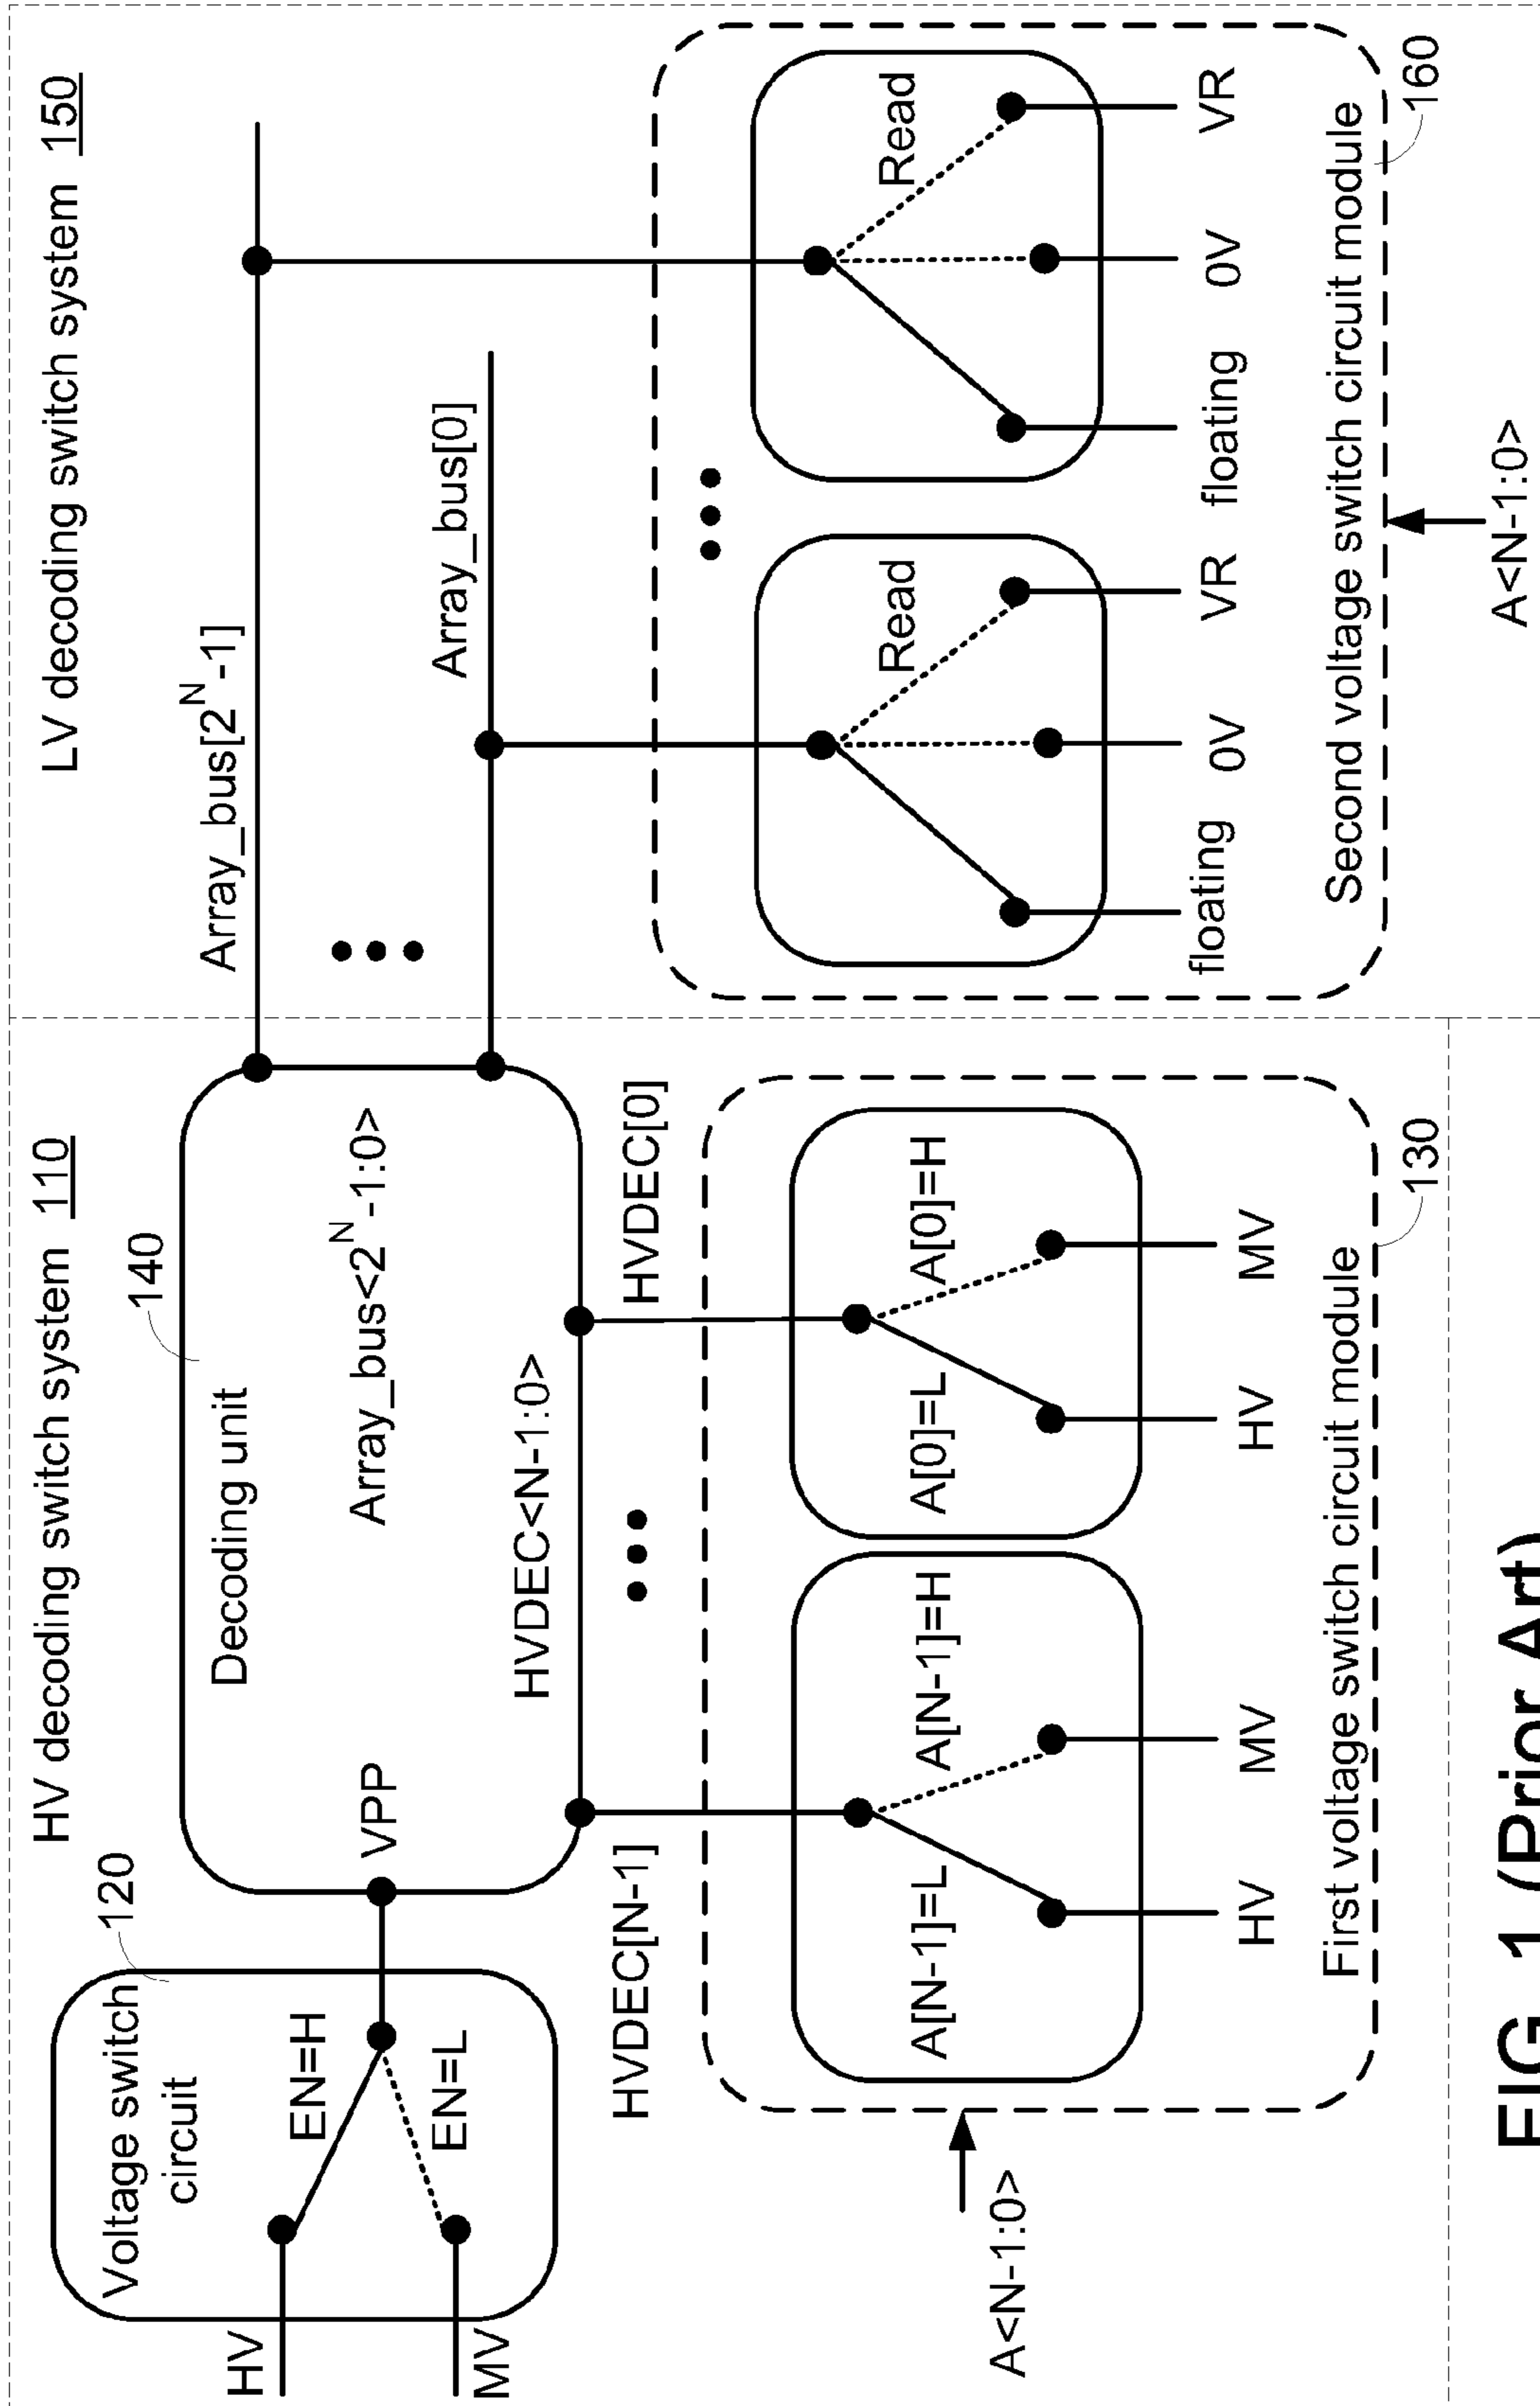 HV decoding switch system 110
LV decoding switch system 150
Voltage switch
circuit
120
HV
MV
EN=H
EN=L
VPP
140
Decoding unit
Array_bus<2^N-1:0>
HVDEC<N-1:0>
Array_bus[2^N-1]
Array_bus[0]
HVDEC[N-1]
HVDEC[0]
A<N-1:0>
A[N-1]=L
A[N-1]=H
HV
MV
A[0]=L
A[0]=H
HV
MV
First voltage switch circuit module
130
Read
floating
0V
VR
Read
floating
0V
VR
Second voltage switch circuit module
160
A<N-1:0>
FIG. 1 (Prior Art)